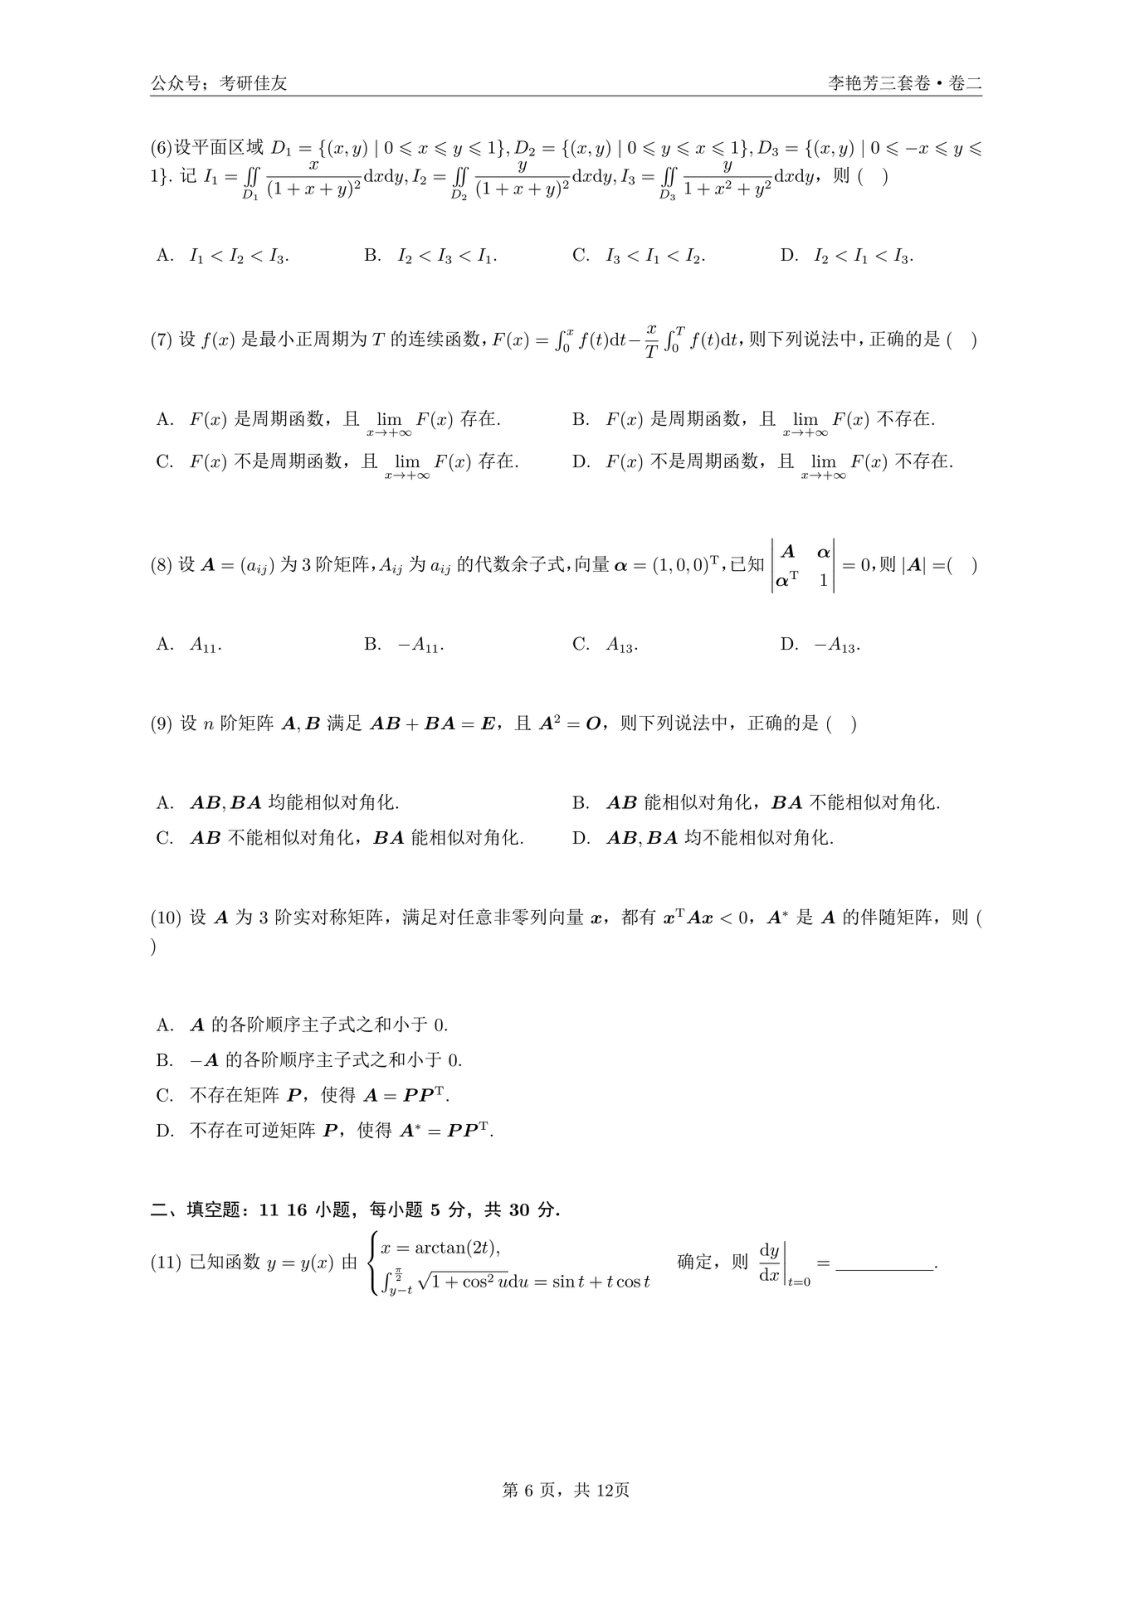 公众号；考研佳友 李艳芳三套卷·卷二
(6)设平面区域 D₁ = {(x, y) | 0 ⩽ x ⩽ y ⩽ 1}, D₂ = {(x, y) | 0 ⩽ y ⩽ x ⩽ 1}, D₃ = {(x, y) | 0 ⩽ −x ⩽ y ⩽
1}. 记 I₁ = ∬_{D₁} x/(1 + x + y)² dxdy, I₂ = ∬_{D₂} y/(1 + x + y)² dxdy, I₃ = ∬_{D₃} y/(1 + x² + y²) dxdy，则 ( )
A. I₁ < I₂ < I₃. B. I₂ < I₃ < I₁. C. I₃ < I₁ < I₂. D. I₂ < I₁ < I₃.
(7) 设 f(x) 是最小正周期为 T 的连续函数, F(x) = ∫₀ˣ f(t)dt − x/T ∫₀ᵀ f(t)dt, 则下列说法中, 正确的是 ( )
A. F(x) 是周期函数，且 lim_{x→+∞} F(x) 存在. B. F(x) 是周期函数，且 lim_{x→+∞} F(x) 不存在.
C. F(x) 不是周期函数，且 lim_{x→+∞} F(x) 存在. D. F(x) 不是周期函数，且 lim_{x→+∞} F(x) 不存在.
(8) 设 A = (aᵢⱼ) 为 3 阶矩阵, Aᵢⱼ 为 aᵢⱼ 的代数余子式, 向量 α = (1, 0, 0)ᵀ, 已知 |A α; αᵀ 1| = 0, 则 |A| =( )
A. A₁₁. B. −A₁₁. C. A₁₃. D. −A₁₃.
(9) 设 n 阶矩阵 A, B 满足 AB + BA = E，且 A² = O，则下列说法中，正确的是 ( )
A. AB, BA 均能相似对角化. B. AB 能相似对角化，BA 不能相似对角化.
C. AB 不能相似对角化，BA 能相似对角化. D. AB, BA 均不能相似对角化.
(10) 设 A 为 3 阶实对称矩阵，满足对任意非零列向量 x，都有 xᵀAx < 0，A* 是 A 的伴随矩阵，则 (
)
A. A 的各阶顺序主子式之和小于 0.
B. −A 的各阶顺序主子式之和小于 0.
C. 不存在矩阵 P，使得 A = PPᵀ.
D. 不存在可逆矩阵 P，使得 A* = PPᵀ.
二、填空题：11 16 小题，每小题 5 分，共 30 分.
(11) 已知函数 y = y(x) 由 { x = arctan(2t), ∫_{y−t}^{π/2} √(1 + cos² u)du = sin t + t cos t 确定，则 dy/dx|_{t=0} = ________.
第 6 页，共 12页